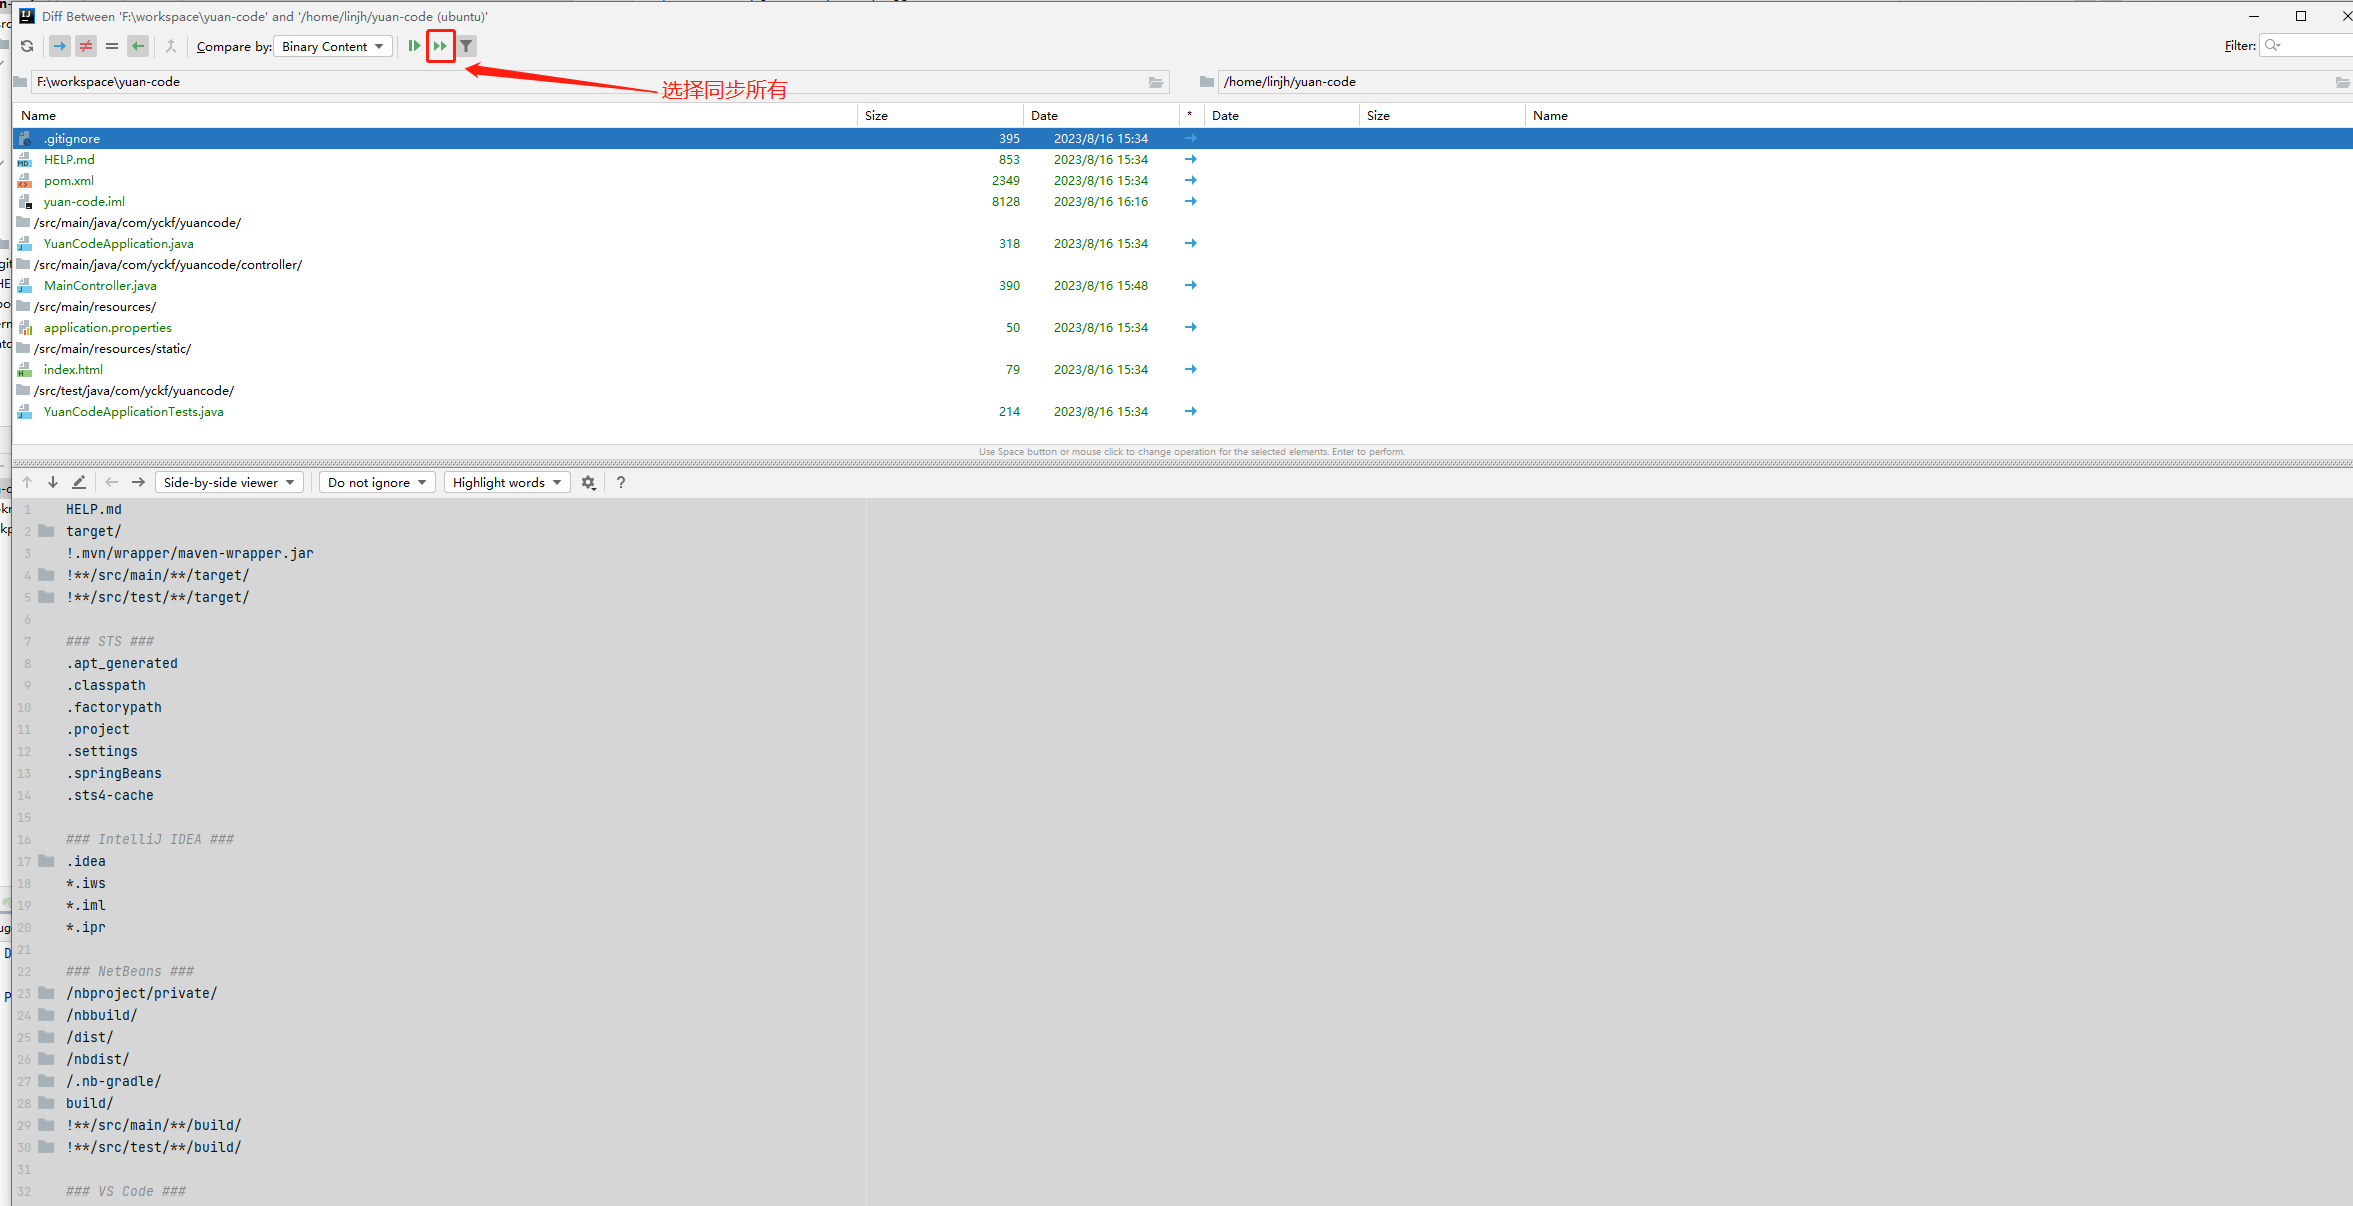 Diff Between 'F:\workspace\yuan-code' and '/home/linjh/yuan-code (ubuntu)'
Compare by: Binary Content
Filter:
F:\workspace\yuan-code /home/linjh/yuan-code
选择同步所有
Name Size Date * Date Size Name
.gitignore 395 2023/8/16 15:34
HELP.md 853 2023/8/16 15:34
pom.xml 2349 2023/8/16 15:34
yuan-code.iml 8128 2023/8/16 16:16
/src/main/java/com/yckf/yuancode/
YuanCodeApplication.java 318 2023/8/16 15:34
/src/main/java/com/yckf/yuancode/controller/
MainController.java 390 2023/8/16 15:48
/src/main/resources/
application.properties 50 2023/8/16 15:34
/src/main/resources/static/
index.html 79 2023/8/16 15:34
/src/test/java/com/yckf/yuancode/
YuanCodeApplicationTests.java 214 2023/8/16 15:34
Use Space button or mouse click to change operation for the selected elements. Enter to perform.
Side-by-side viewer Do not ignore Highlight words ?
1 HELP.md
2 target/
3 !.mvn/wrapper/maven-wrapper.jar
4 !**/src/main/**/target/
5 !**/src/test/**/target/
6
7 ### STS ###
8 .apt_generated
9 .classpath
10 .factorypath
11 .project
12 .settings
13 .springBeans
14 .sts4-cache
15
16 ### IntelliJ IDEA ###
17 .idea
18 *.iws
19 *.iml
20 *.ipr
21
22 ### NetBeans ###
23 /nbproject/private/
24 /nbbuild/
25 /dist/
26 /nbdist/
27 /.nb-gradle/
28 build/
29 !**/src/main/**/build/
30 !**/src/test/**/build/
31
32 ### VS Code ###